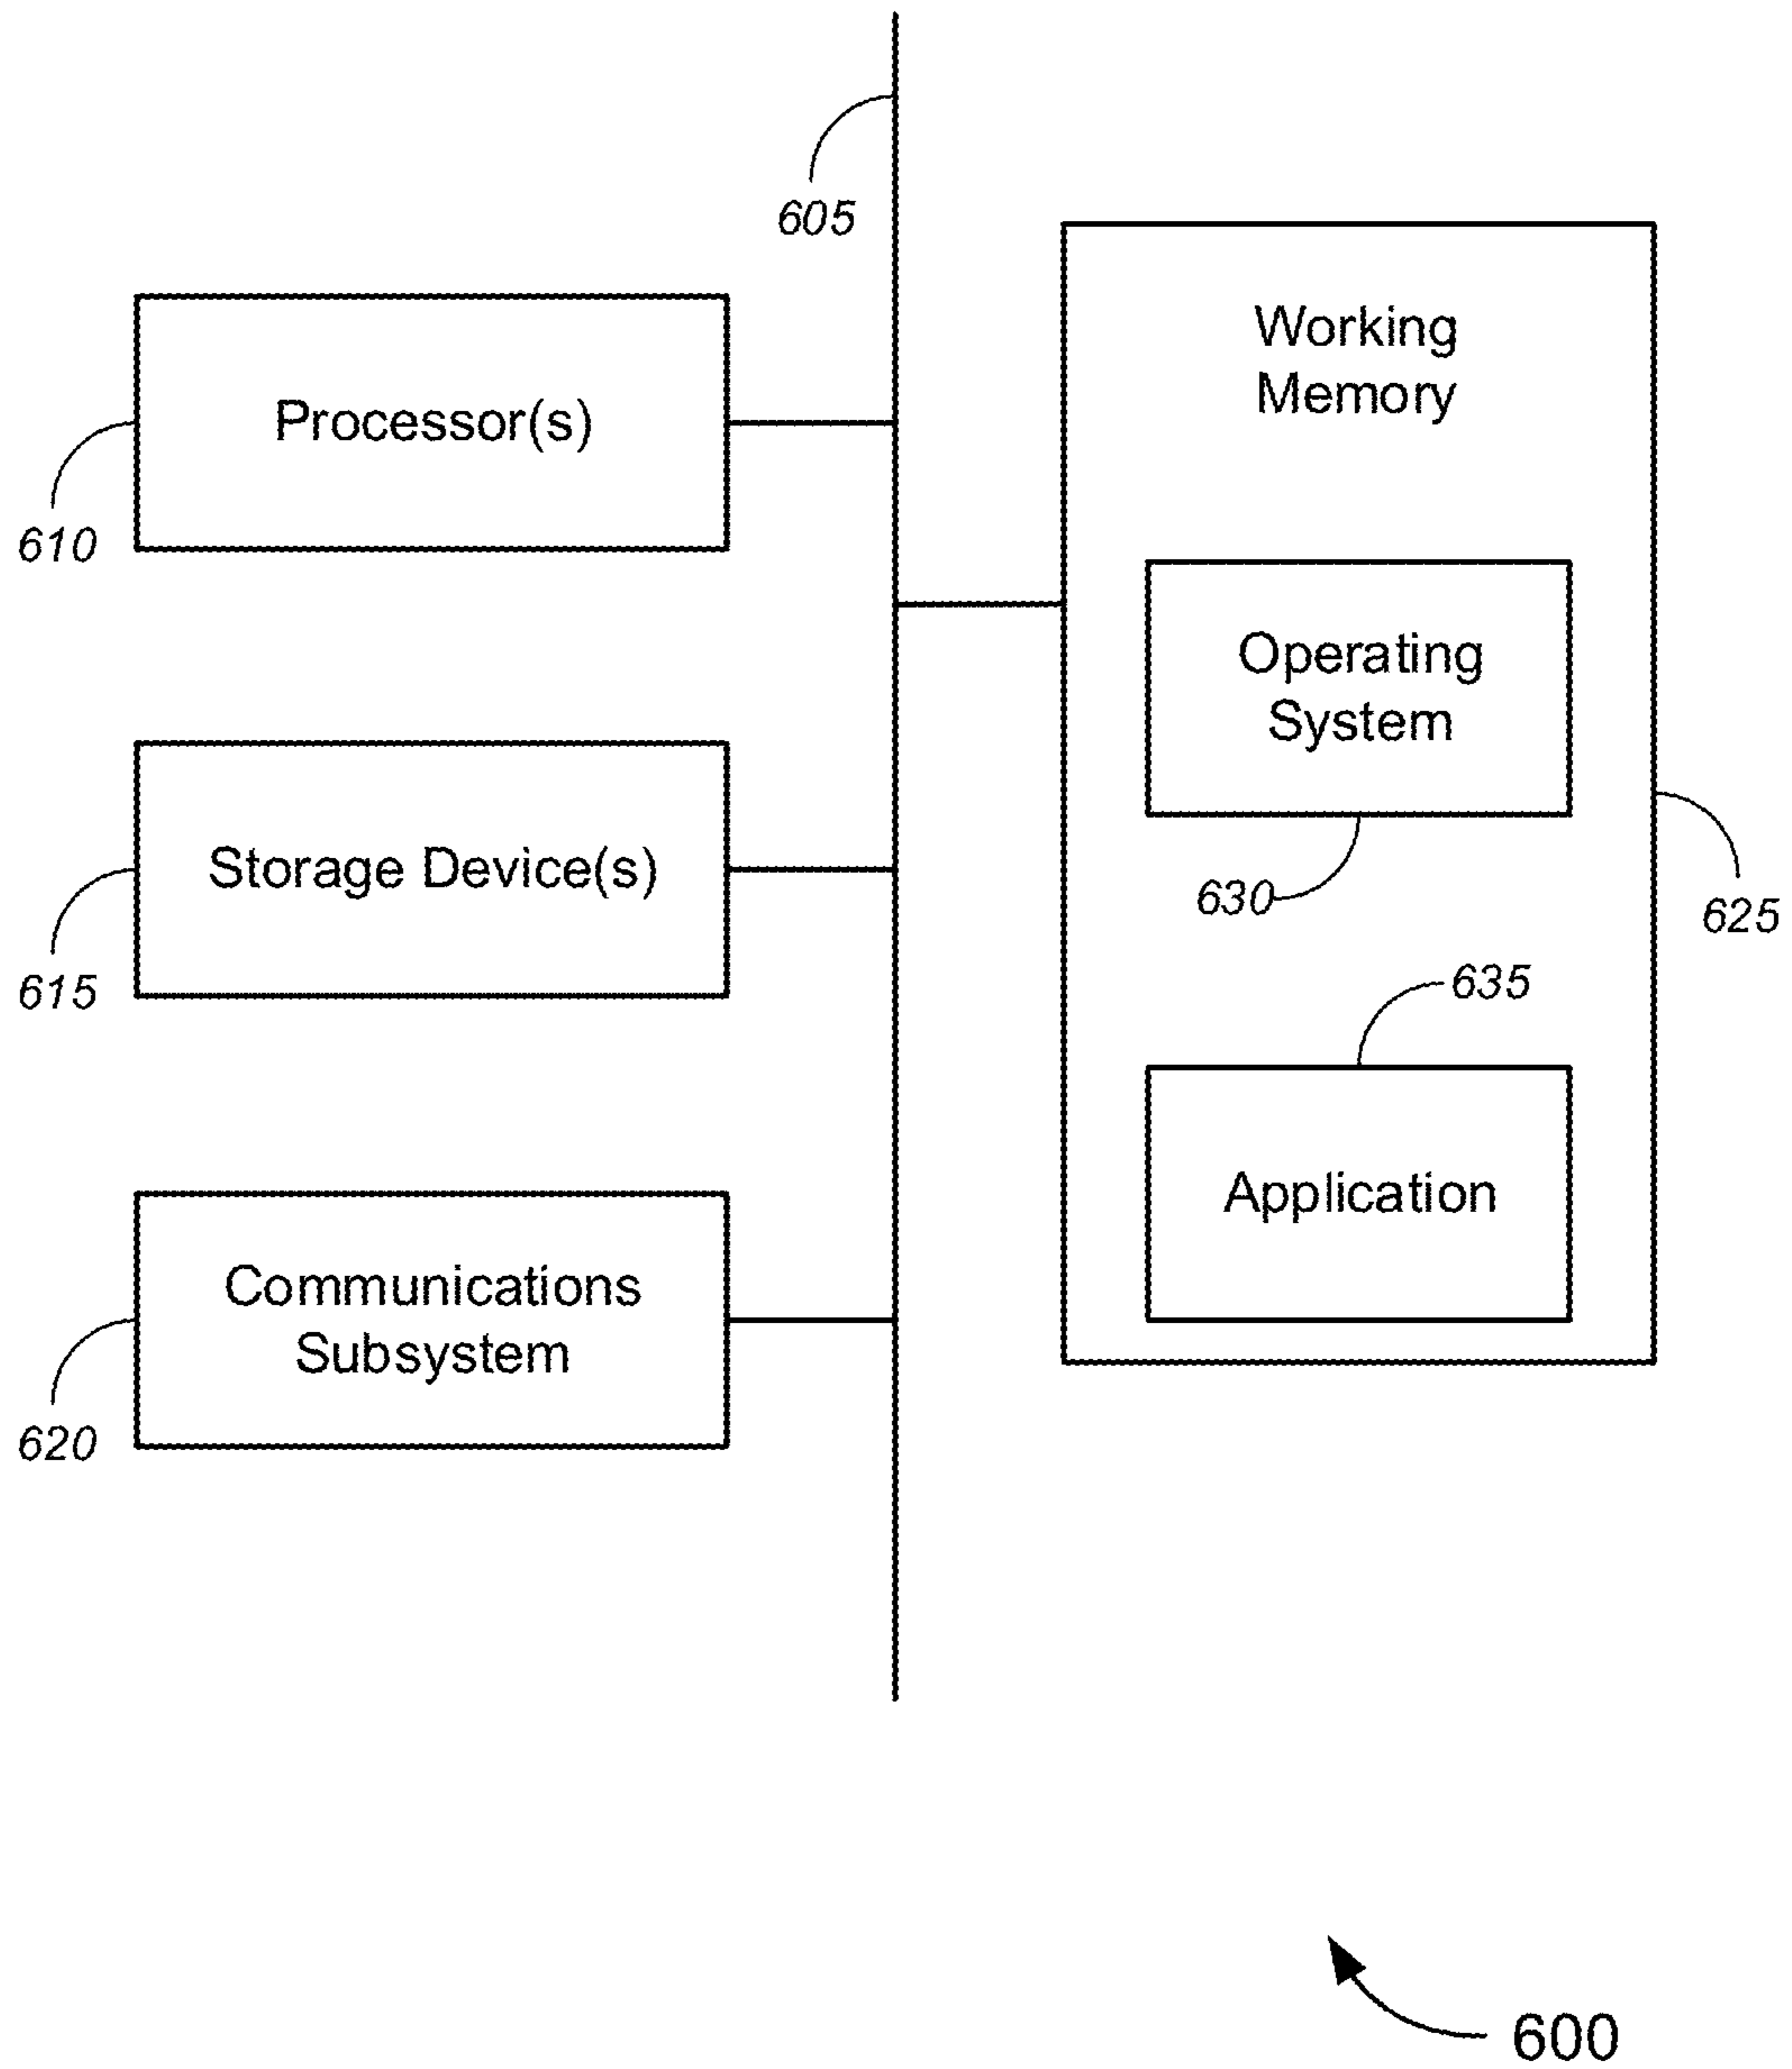 605
Processor(s)
610
Storage Device(s)
615
Communications
Subsystem
620
Working
Memory
Operating
System
630
625
635
Application
600